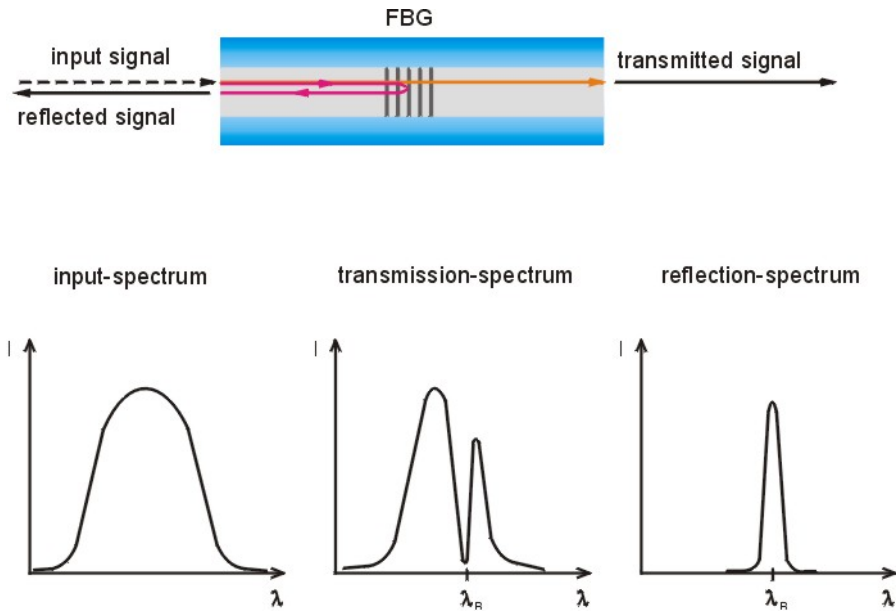 FBG
input signal
transmitted signal
reflected signal
input-spectrum
transmission-spectrum
reflection-spectrum
I
I
I
λ
λB
λ
λB
λ